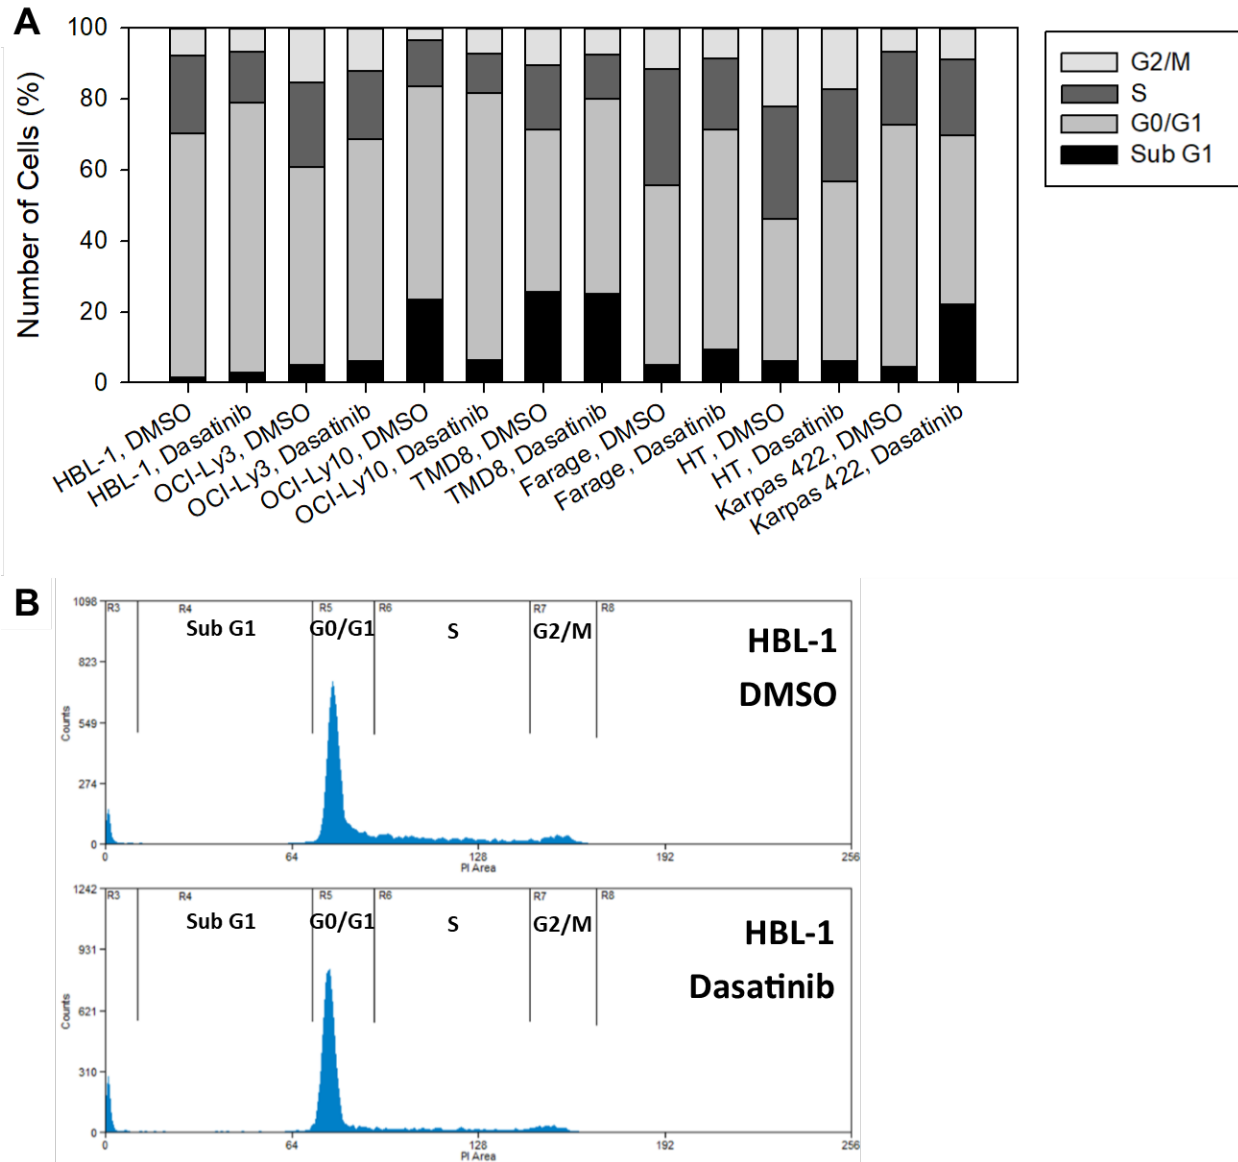 A
Number of Cells (%)
100
80
60
40
20
0
HBL-1, DMSO
HBL-1, Dasatinib
OCI-Ly3, DMSO
OCI-Ly3, Dasatinib
OCI-Ly10, DMSO
OCI-Ly10, Dasatinib
TMD8, DMSO
TMD8, Dasatinib
Farage, DMSO
Farage, Dasatinib
HT, DMSO
HT, Dasatinib
Karpas 422, DMSO
Karpas 422, Dasatinib
G2/M
S
G0/G1
Sub G1
B
1098
823
549
274
0
Counts
R3 R4 R5 R6 R7 R8
Sub G1 G0/G1 S G2/M
HBL-1
DMSO
0 64 128 192 256
PI Area
1242
931
621
310
0
Counts
R3 R4 R5 R6 R7 R8
Sub G1 G0/G1 S G2/M
HBL-1
Dasatinib
0 64 128 192 256
PI Area